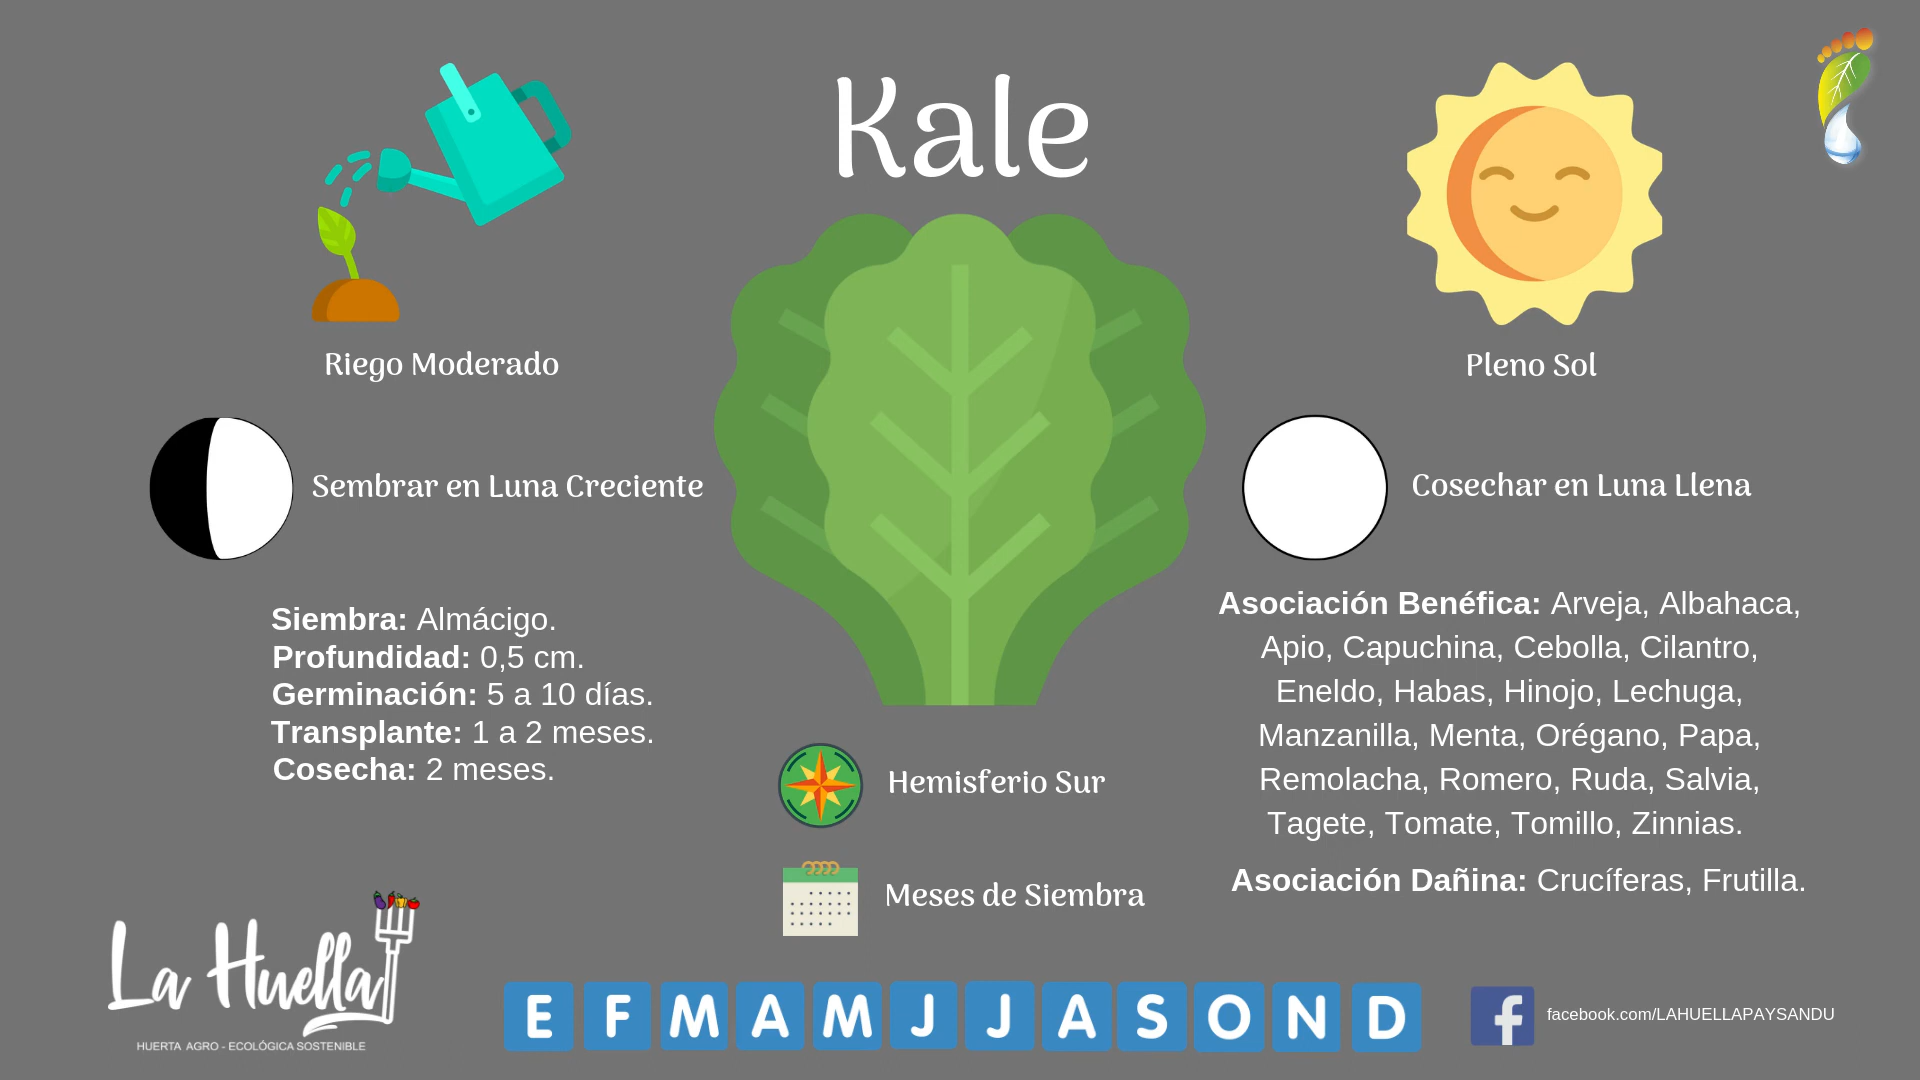 Kale
Riego Moderado
Pleno Sol
Sembrar en Luna Creciente
Cosechar en Luna Llena
Siembra: Almácigo.
Profundidad: 0,5 cm.
Germinación: 5 a 10 días.
Transplante: 1 a 2 meses.
Cosecha: 2 meses.
Asociación Benéfica: Arveja, Albahaca,
Apio, Capuchina, Cebolla, Cilantro,
Eneldo, Habas, Hinojo, Lechuga,
Manzanilla, Menta, Orégano, Papa,
Remolacha, Romero, Ruda, Salvia,
Tagete, Tomate, Tomillo, Zinnias.
Asociación Dañina: Crucíferas, Frutilla.
Hemisferio Sur
Meses de Siembra
La Huella
HUERTA AGRO - ECOLÓGICA SOSTENIBLE
E F M A M J J A S O N D
facebook.com/LAHUELLAPAYSANDU